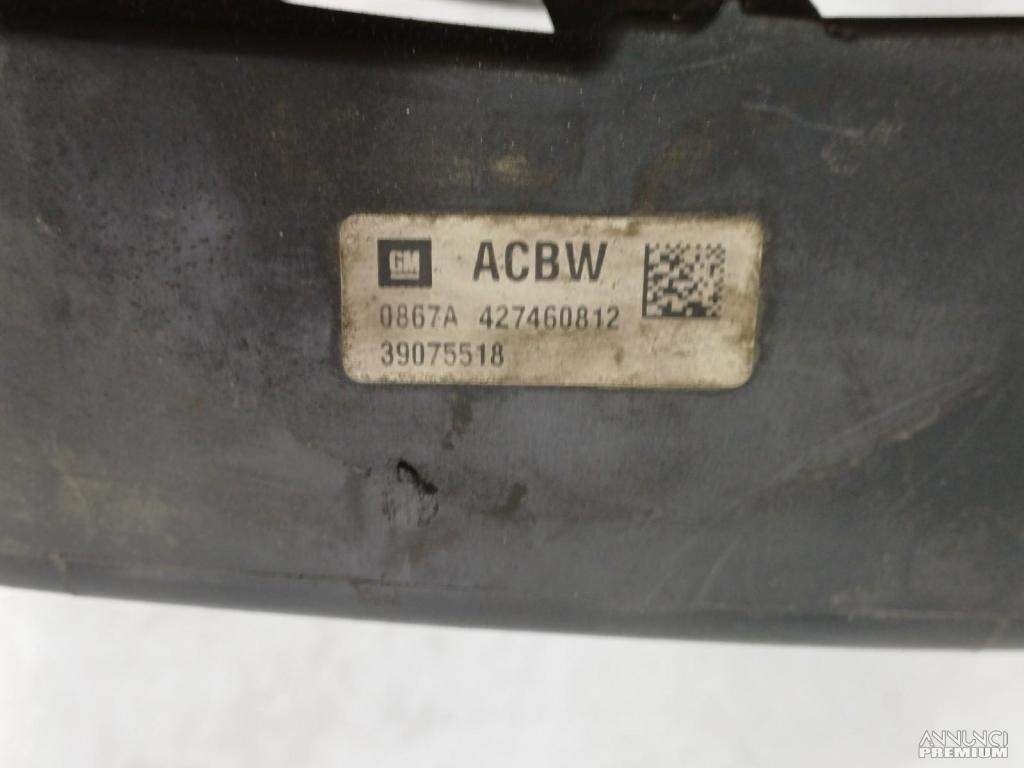 GM ACBW
0867A 427460812
39075518
ANNUNCI
PREMIUM